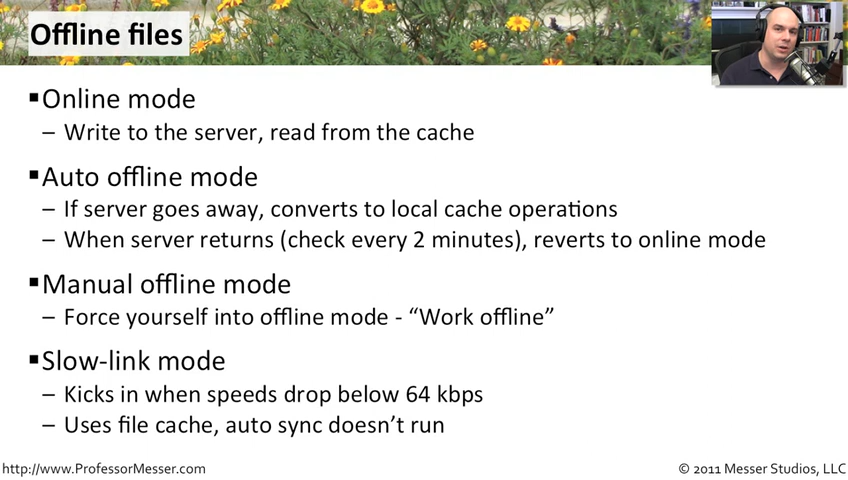 Offline files
▪Online mode
– Write to the server, read from the cache
▪Auto offline mode
– If server goes away, converts to local cache operations
– When server returns (check every 2 minutes), reverts to online mode
▪Manual offline mode
– Force yourself into offline mode - “Work offline”
▪Slow-link mode
– Kicks in when speeds drop below 64 kbps
– Uses file cache, auto sync doesn’t run
http://www.ProfessorMesser.com
© 2011 Messer Studios, LLC